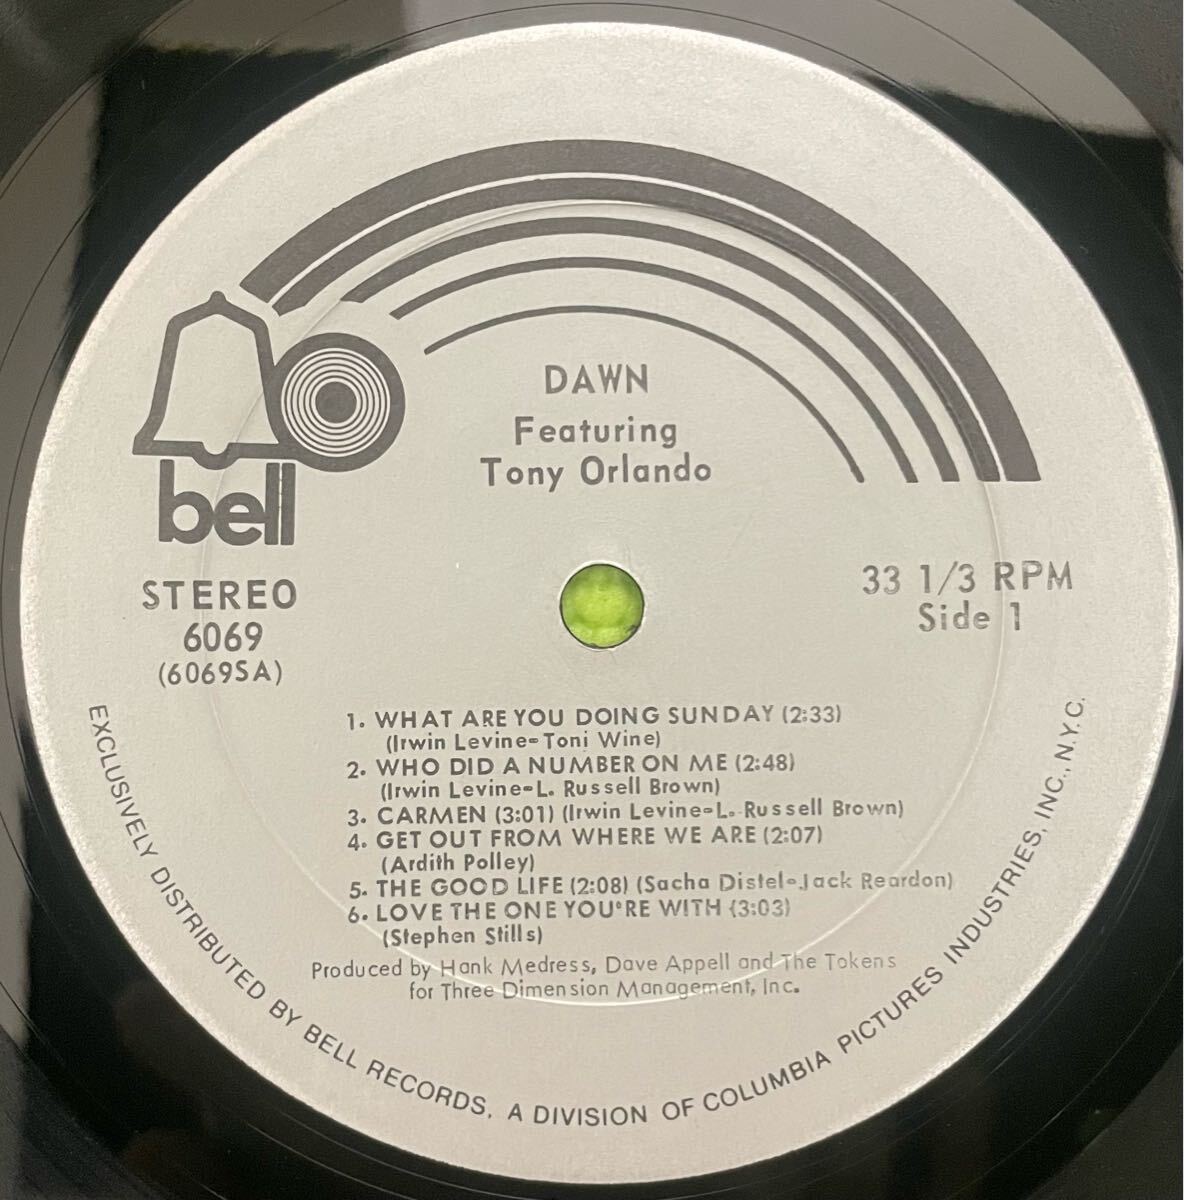 bell
DAWN
Featuring
Tony Orlando
STEREO
6069
(6069SA)
33 1/3 RPM
Side 1
1. WHAT ARE YOU DOING SUNDAY (2:33)
(Irwin Levine-Toni Wine)
2. WHO DID A NUMBER ON ME (2:48)
(Irwin Levine-L. Russell Brown)
3. CARMEN (3:01) (Irwin Levine-L. Russell Brown)
4. GET OUT FROM WHERE WE ARE (2:07)
(Ardith Polley)
5. THE GOOD LIFE (2:08) (Sacha Distel-Jack Reardon)
6. LOVE THE ONE YOU'RE WITH (3:03)
(Stephen Stills)
Produced by Hank Medress, Dave Appell and The Tokens
for Three Dimension Management, Inc.
EXCLUSIVELY DISTRIBUTED BY BELL RECORDS, A DIVISION OF COLUMBIA PICTURES INDUSTRIES, INC., N.Y.C.